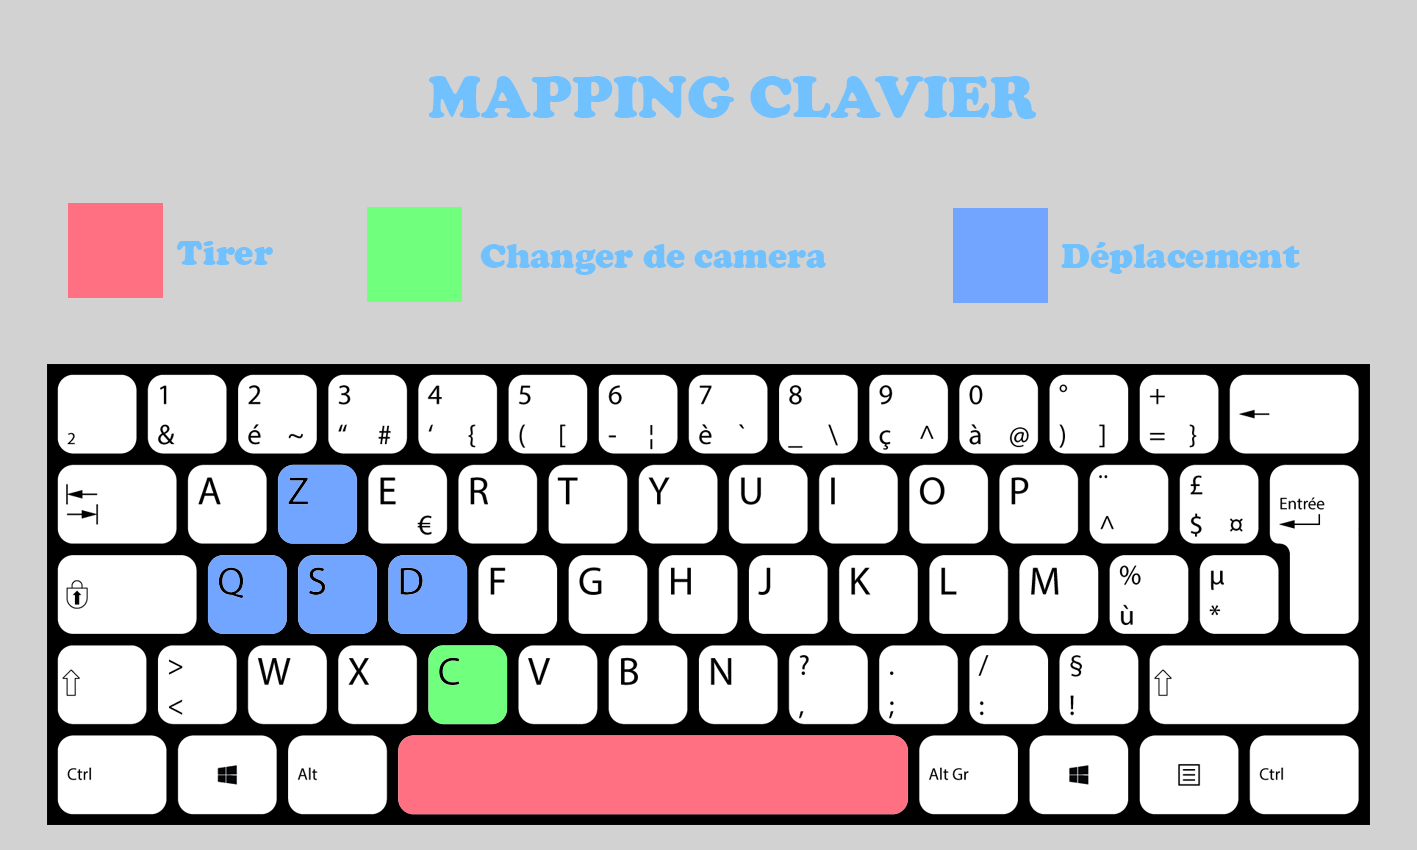 MAPPING CLAVIER
Tirer Changer de camera Déplacement
1 2 3 4 5 6 7 8 9 0 ° +
2 & é ~ “ # ‘ { ( [ - ¦ è ` _ \ ç ^ à @ ) ] = }
A Z E R T Y U I O P ¨ £ Entrée
€ ^ $ ¤
Q S D F G H J K L M % µ
ù *
> W X C V B N ? . / §
< , ; : !
Ctrl Alt Alt Gr Ctrl